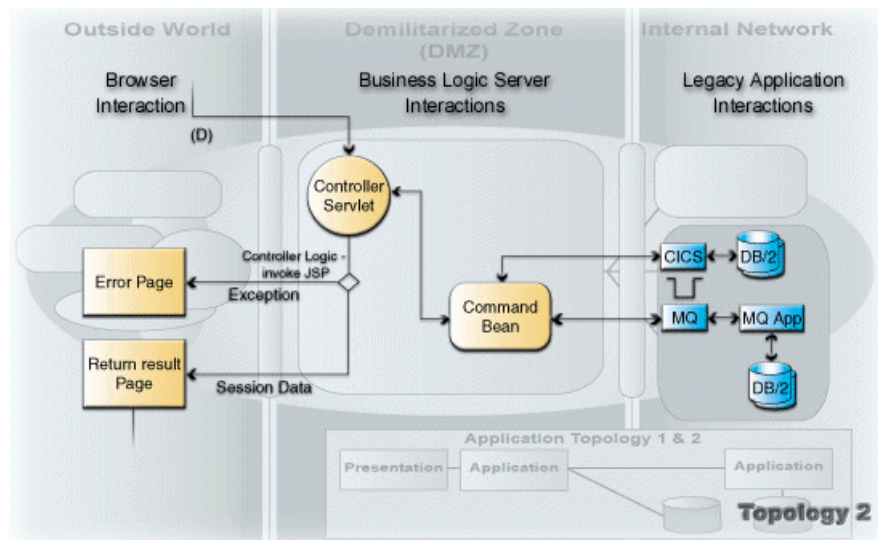 Outside World
Demilitarized Zone
(DMZ)
Internal Network
Browser
Interaction
Business Logic Server
Interactions
Legacy Application
Interactions
(D)
Controller
Servlet
Controller Logic -
invoke JSP
Error Page
Exception
Command
Bean
CICS
DB/2
MQ
MQ App
DB/2
Return result
Page
Session Data
Application Topology 1 & 2
Presentation
Application
Application
Topology 2